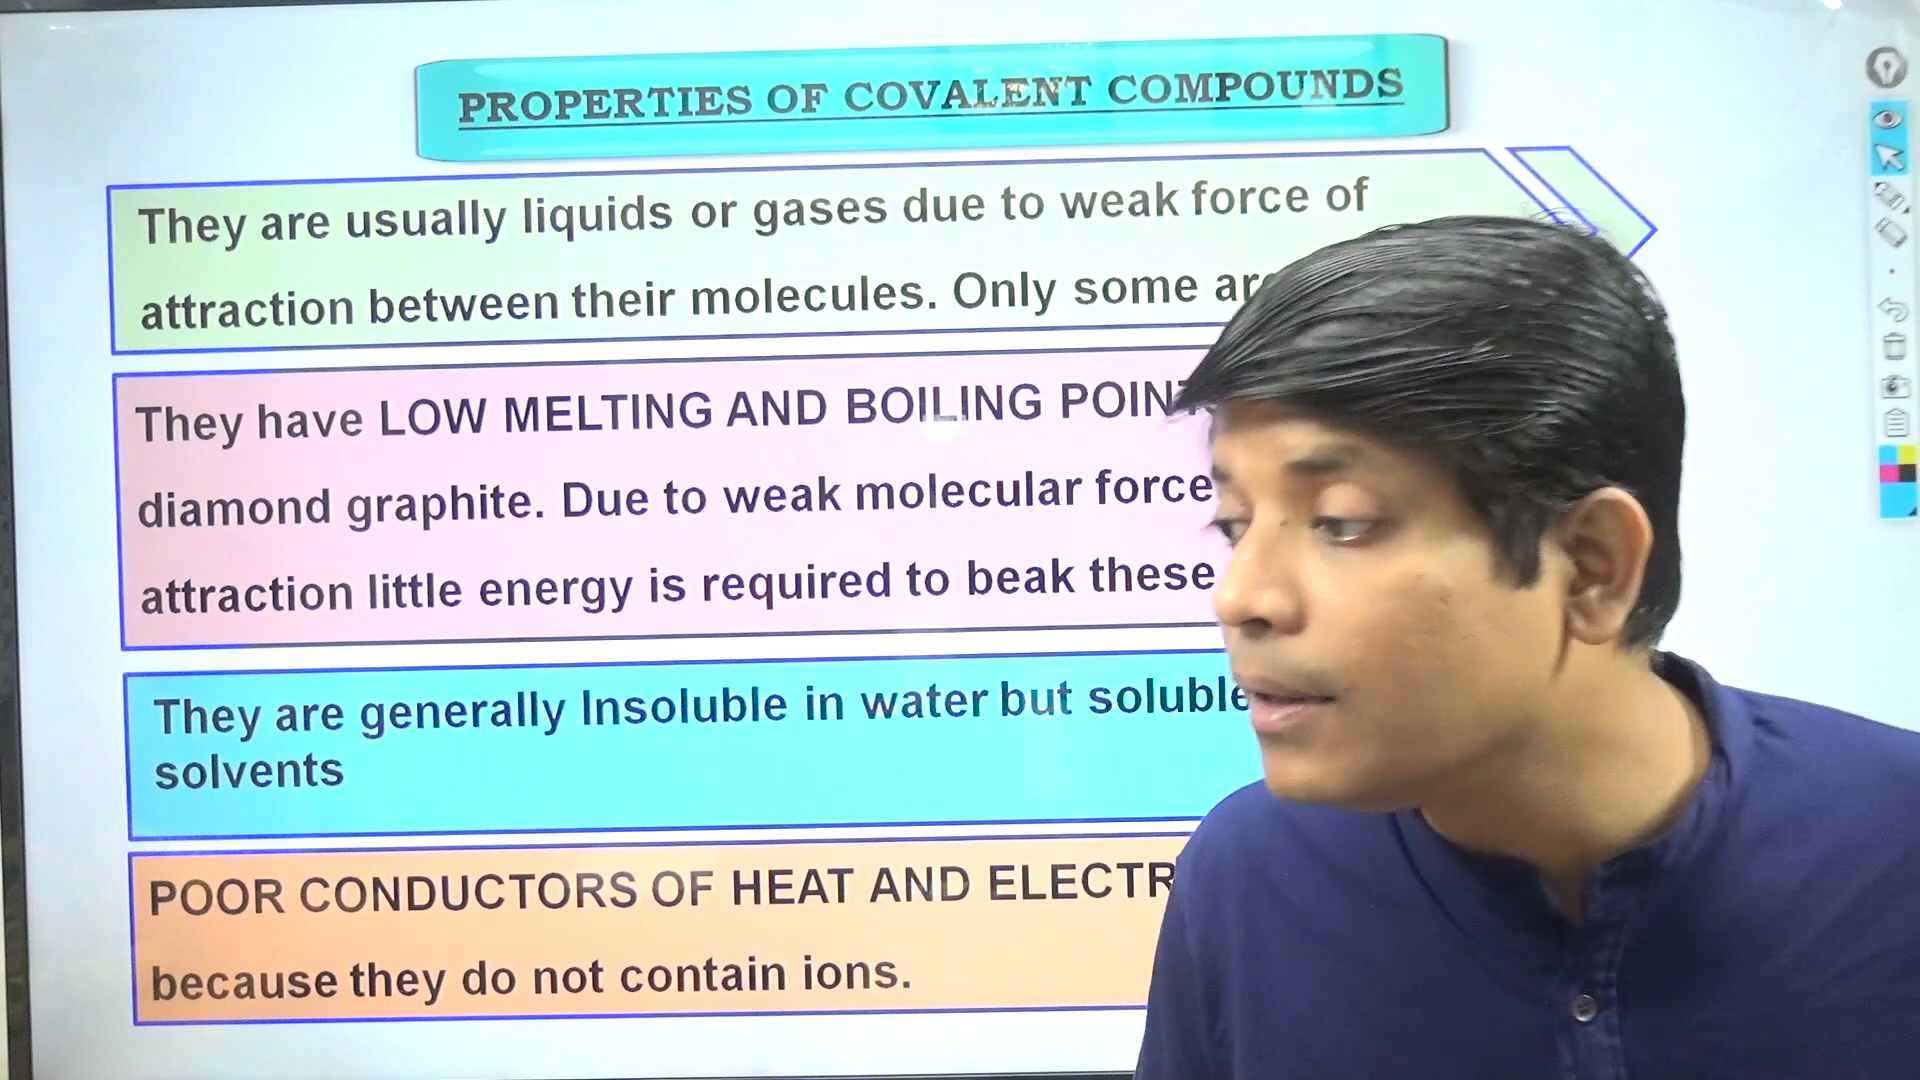 PROPERTIES OF COVALENT COMPOUNDS
They are usually liquids or gases due to weak force of
attraction between their molecules. Only some
They have LOW MELTING AND BOILING
diamond graphite. Due to weak molecular force
attraction little energy is required to beak these
They are generally Insoluble in water but soluble
solvents
POOR CONDUCTORS OF HEAT AND
because they do not contain ions.